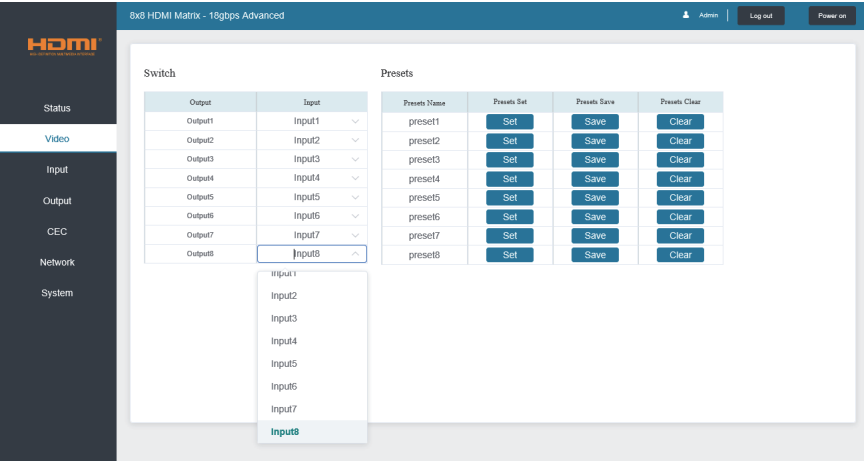 8x8 HDMI Matrix - 18gbps Advanced
Admin
Log out
Power on
HDMI
Status
Video
Input
Output
CEC
Network
System
Switch
Output Input
Output1 Input1
Output2 Input2
Output3 Input3
Output4 Input4
Output5 Input5
Output6 Input6
Output7 Input7
Output8 Input8
Input1
Input2
Input3
Input4
Input5
Input6
Input7
Input8
Presets
Presets Name Presets Set Presets Save Presets Clear
preset1 Set Save Clear
preset2 Set Save Clear
preset3 Set Save Clear
preset4 Set Save Clear
preset5 Set Save Clear
preset6 Set Save Clear
preset7 Set Save Clear
preset8 Set Save Clear